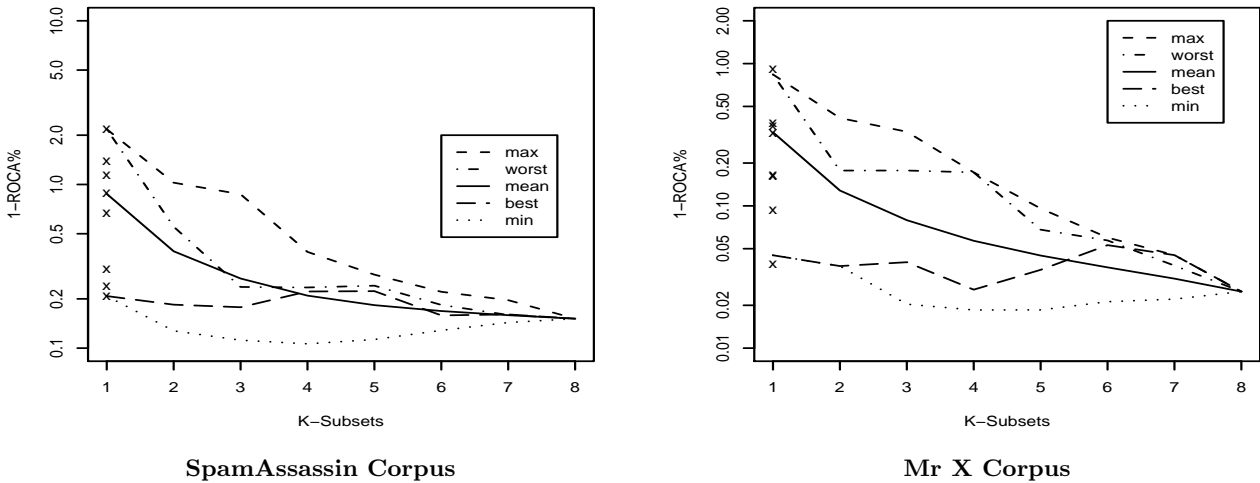 10.0
5.0
2.0
1.0
0.5
0.2
0.1
1−ROCA%
max
worst
mean
best
min
1 2 3 4 5 6 7 8
K−Subsets
SpamAssassin Corpus
2.00
1.00
0.50
0.20
0.10
0.05
0.02
0.01
1−ROCA%
max
worst
mean
best
min
1 2 3 4 5 6 7 8
K−Subsets
Mr X Corpus